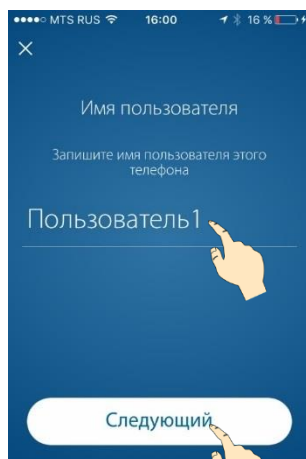 MTS RUS 16:00 16 %
Имя пользователя
Запишите имя пользователя этого
телефона
Пользователь1
Следующий